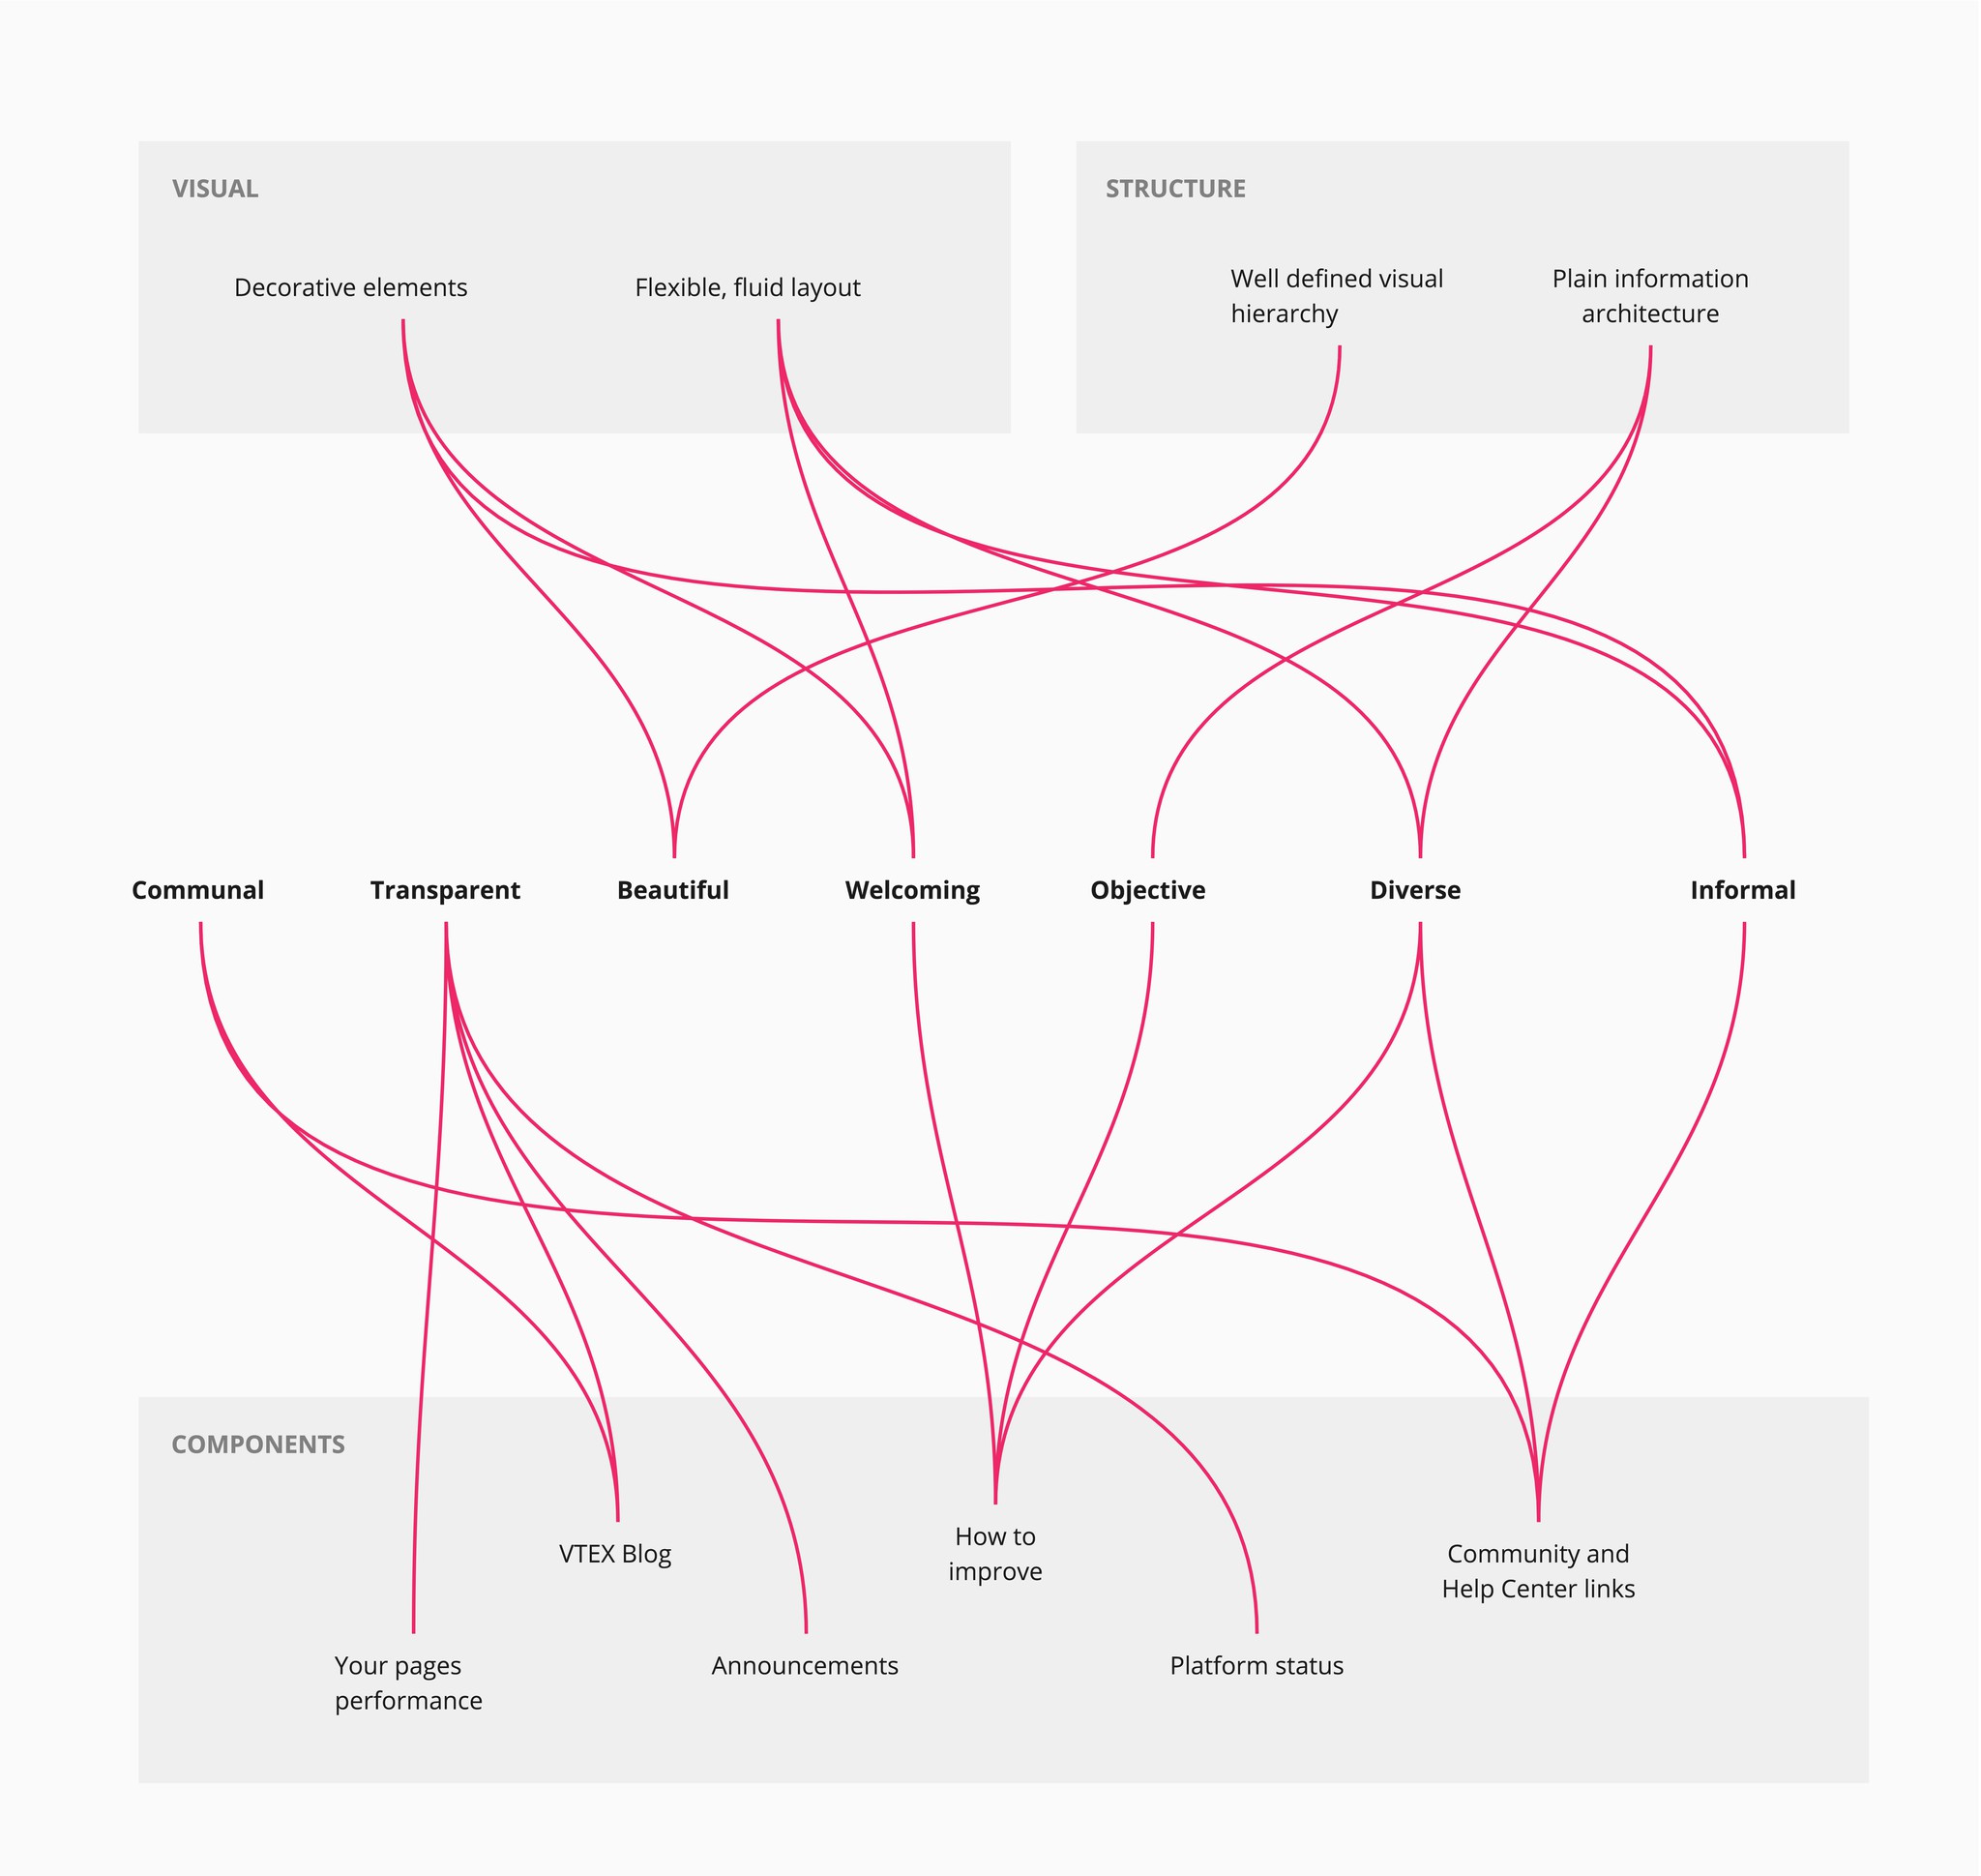 VISUAL
Decorative elements
Flexible, fluid layout
STRUCTURE
Well defined visual
hierarchy
Plain information
architecture
Communal
Transparent
Beautiful
Welcoming
Objective
Diverse
Informal
COMPONENTS
VTEX Blog
How to
improve
Community and
Help Center links
Your pages
performance
Announcements
Platform status